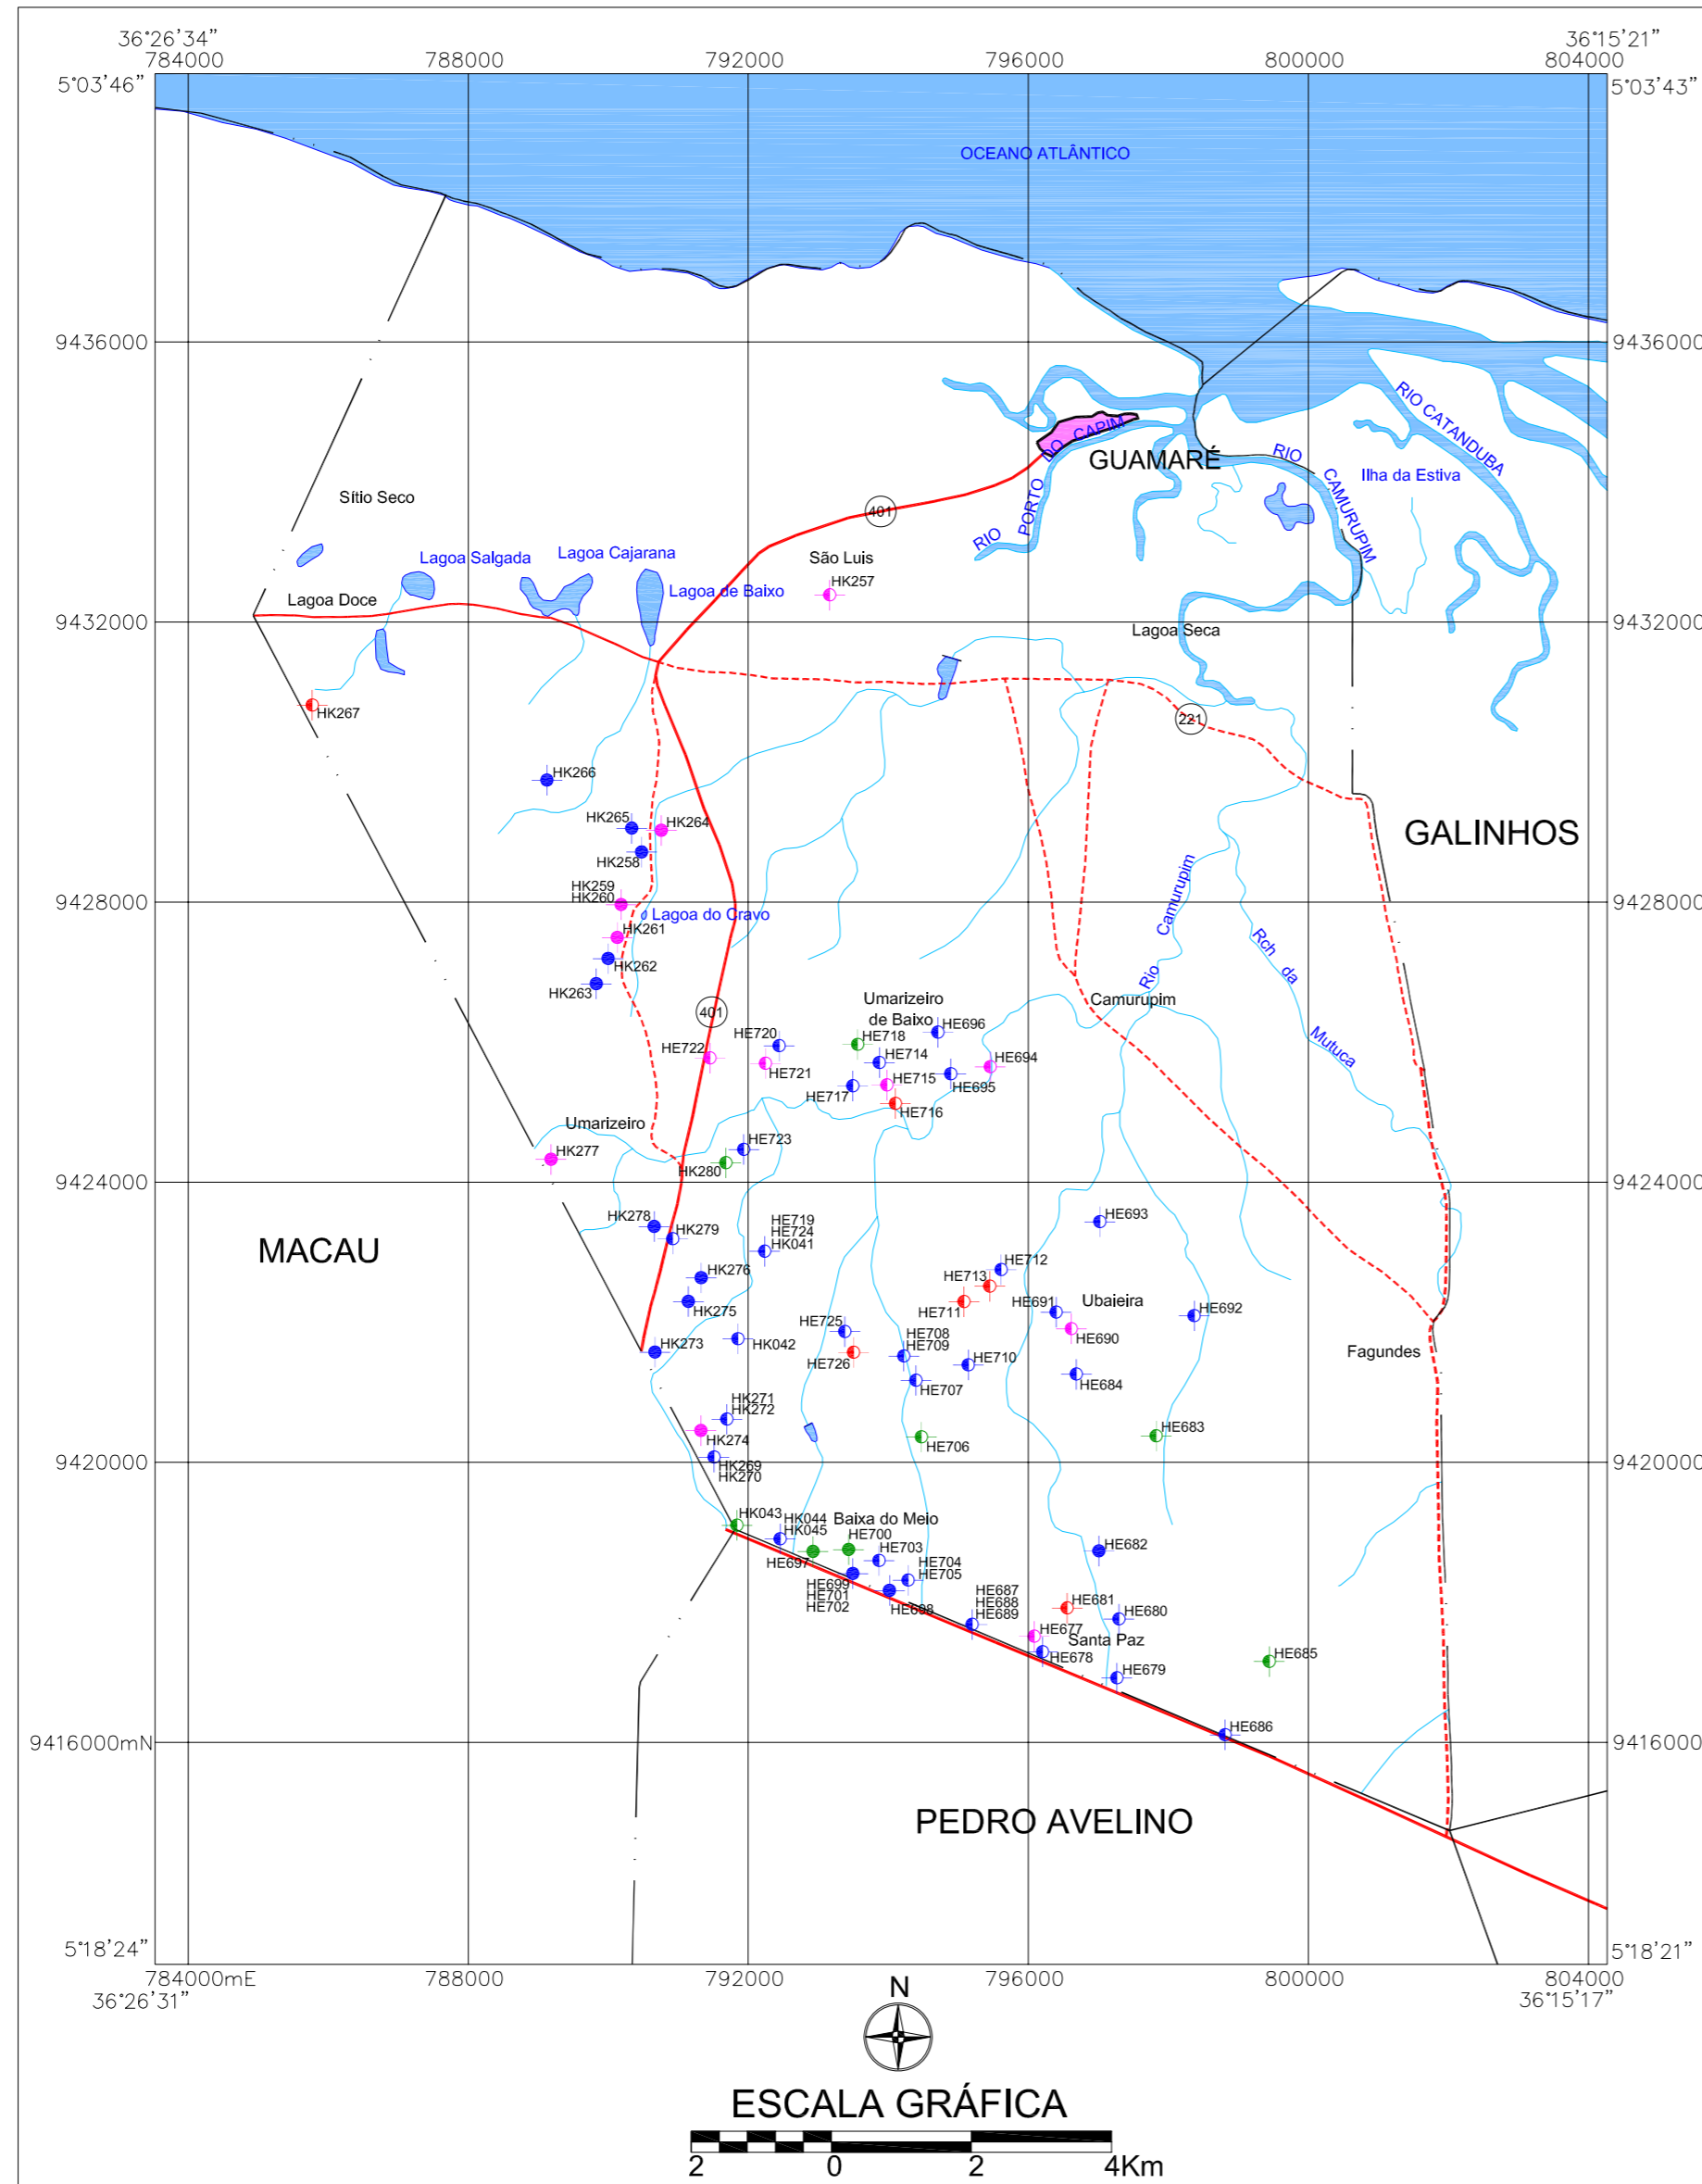 36°26'34"
36°15'21"
784000
788000
792000
796000
800000
804000
5°03'46"
5°03'43"
OCEANO ATLÂNTICO
9436000
9436000
RIO CATANDUBA
DO CAPIM
GUAMARÉ
RIO
CAMURUPIM
Ilha da Estiva
Sítio Seco
PORTO
RIO
401
Lagoa Salgada
Lagoa Cajarana
São Luis
HK257
Lagoa de Baixo
Lagoa Doce
9432000
9432000
Lagoa Seca
HK267
221
HK266
HK265
HK264
HK258
GALINHOS
HK259
HK260
9428000
9428000
Lagoa do Cravo
HK261
HK262
HK263
Rio
Camurupim
Rch da
Mutuca
401
Umarizeiro
de Baixo
Camurupim
HE720
HE718
HE696
HE722
HE721
HE714
HE694
HE715
HE695
HE717
HE716
Umarizeiro
HE723
HK277
HK280
9424000
9424000
HK278
HK279
HE719
HE724
HK041
HE693
MACAU
HK276
HE712
HE713
HK275
HE711
HE691
Ubaieira
HE692
HE725
HE690
HK042
HE708
HE709
HK273
HE726
HE710
Fagundes
HE707
HE684
HK271
HK272
HK274
HE706
HE683
9420000
9420000
HK269
HK270
HK043
HK044
HK045
Baixa do Meio
HE700
HE697
HE703
HE682
HE699
HE701
HE702
HE704
HE705
HE698
HE687
HE688
HE689
HE681
HE680
HE677
Santa Paz
HE678
HE685
HE679
HE686
9416000mN
9416000
PEDRO AVELINO
5°18'24"
5°18'21"
784000mE
788000
792000
796000
800000
804000
36°26'31"
36°15'17"
N
ESCALA GRÁFICA
2 0 2 4Km